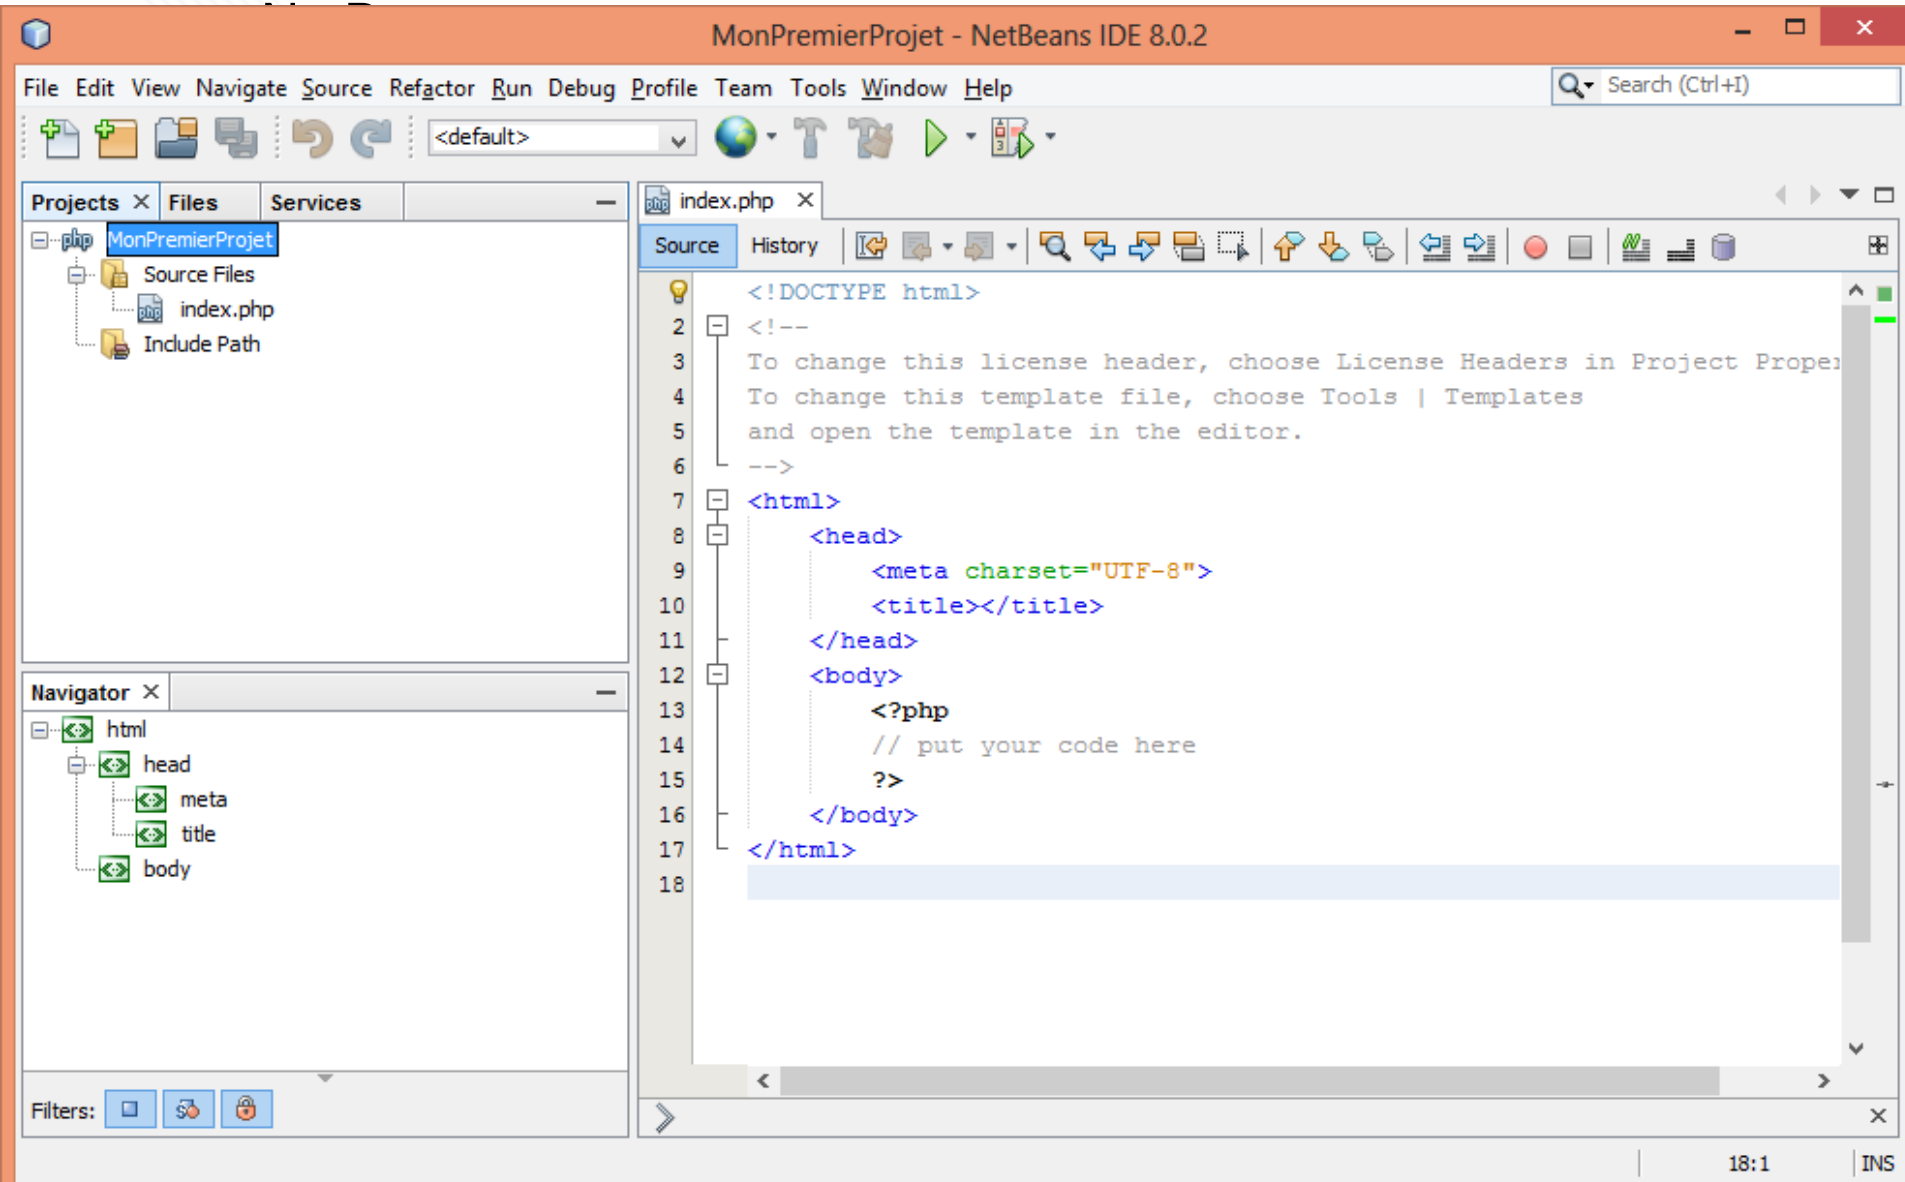 MonPremierProjet - NetBeans IDE 8.0.2
File Edit View Navigate Source Refactor Run Debug Profile Team Tools Window Help
Search (Ctrl+I)
<default>
Projects Files Services
php MonPremierProjet
Source Files
php index.php
Include Path
Navigator
html
head
meta
title
body
Filters:
php index.php
Source History
<!DOCTYPE html>
2 <!--
3 To change this license header, choose License Headers in Project Proper
4 To change this template file, choose Tools | Templates
5 and open the template in the editor.
6 -->
7 <html>
8 <head>
9 <meta charset="UTF-8">
10 <title></title>
11 </head>
12 <body>
13 <?php
14 // put your code here
15 ?>
16 </body>
17 </html>
18
18:1 INS